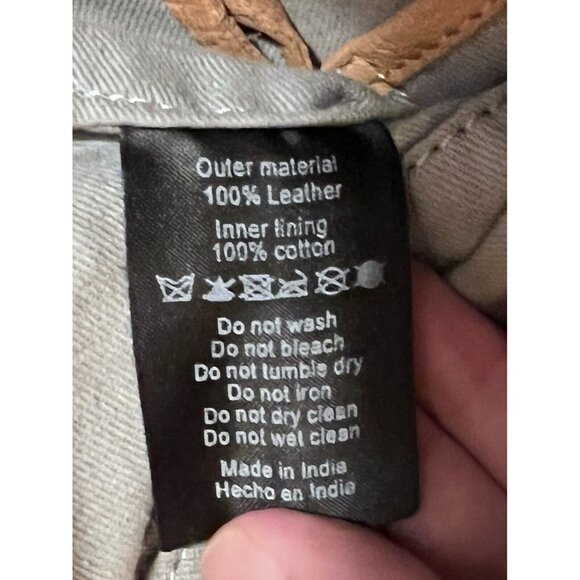 Outer material
100% Leather
Inner lining
100% cotton
Do not wash
Do not bleach
Do not tumble dry
Do not iron
Do not dry clean
Do not wet clean
Made in India
Hecho en India